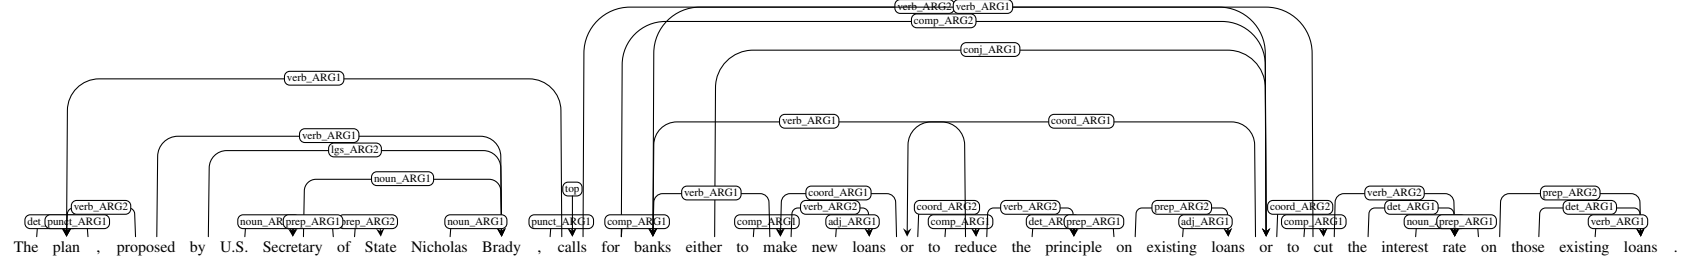 verb_ARG2 verb_ARG1
comp_ARG2
conj_ARG1
verb_ARG1
verb_ARG1 coord_ARG1
verb_ARG1
lgs_ARG2
noun_ARG1
top verb_ARG1 coord_ARG1 verb_ARG2 prep_ARG2
verb_ARG2 verb_ARG2 coord_ARG2 verb_ARG2 prep_ARG2 coord_ARG2 det_ARG1 det_ARG1
det punct_ARG1 noun_AR prep_ARG1 prep_ARG2 noun_ARG1 punct_ARG1 comp_ARG1 comp_ARG1 adj_ARG1 comp_ARG1 det_AR prep_ARG1 adj_ARG1 comp_ARG1 noun prep_ARG1 verb_ARG1
The plan , proposed by U.S. Secretary of State Nicholas Brady , calls for banks either to make new loans or to reduce the principle on existing loans or to cut the interest rate on those existing loans .